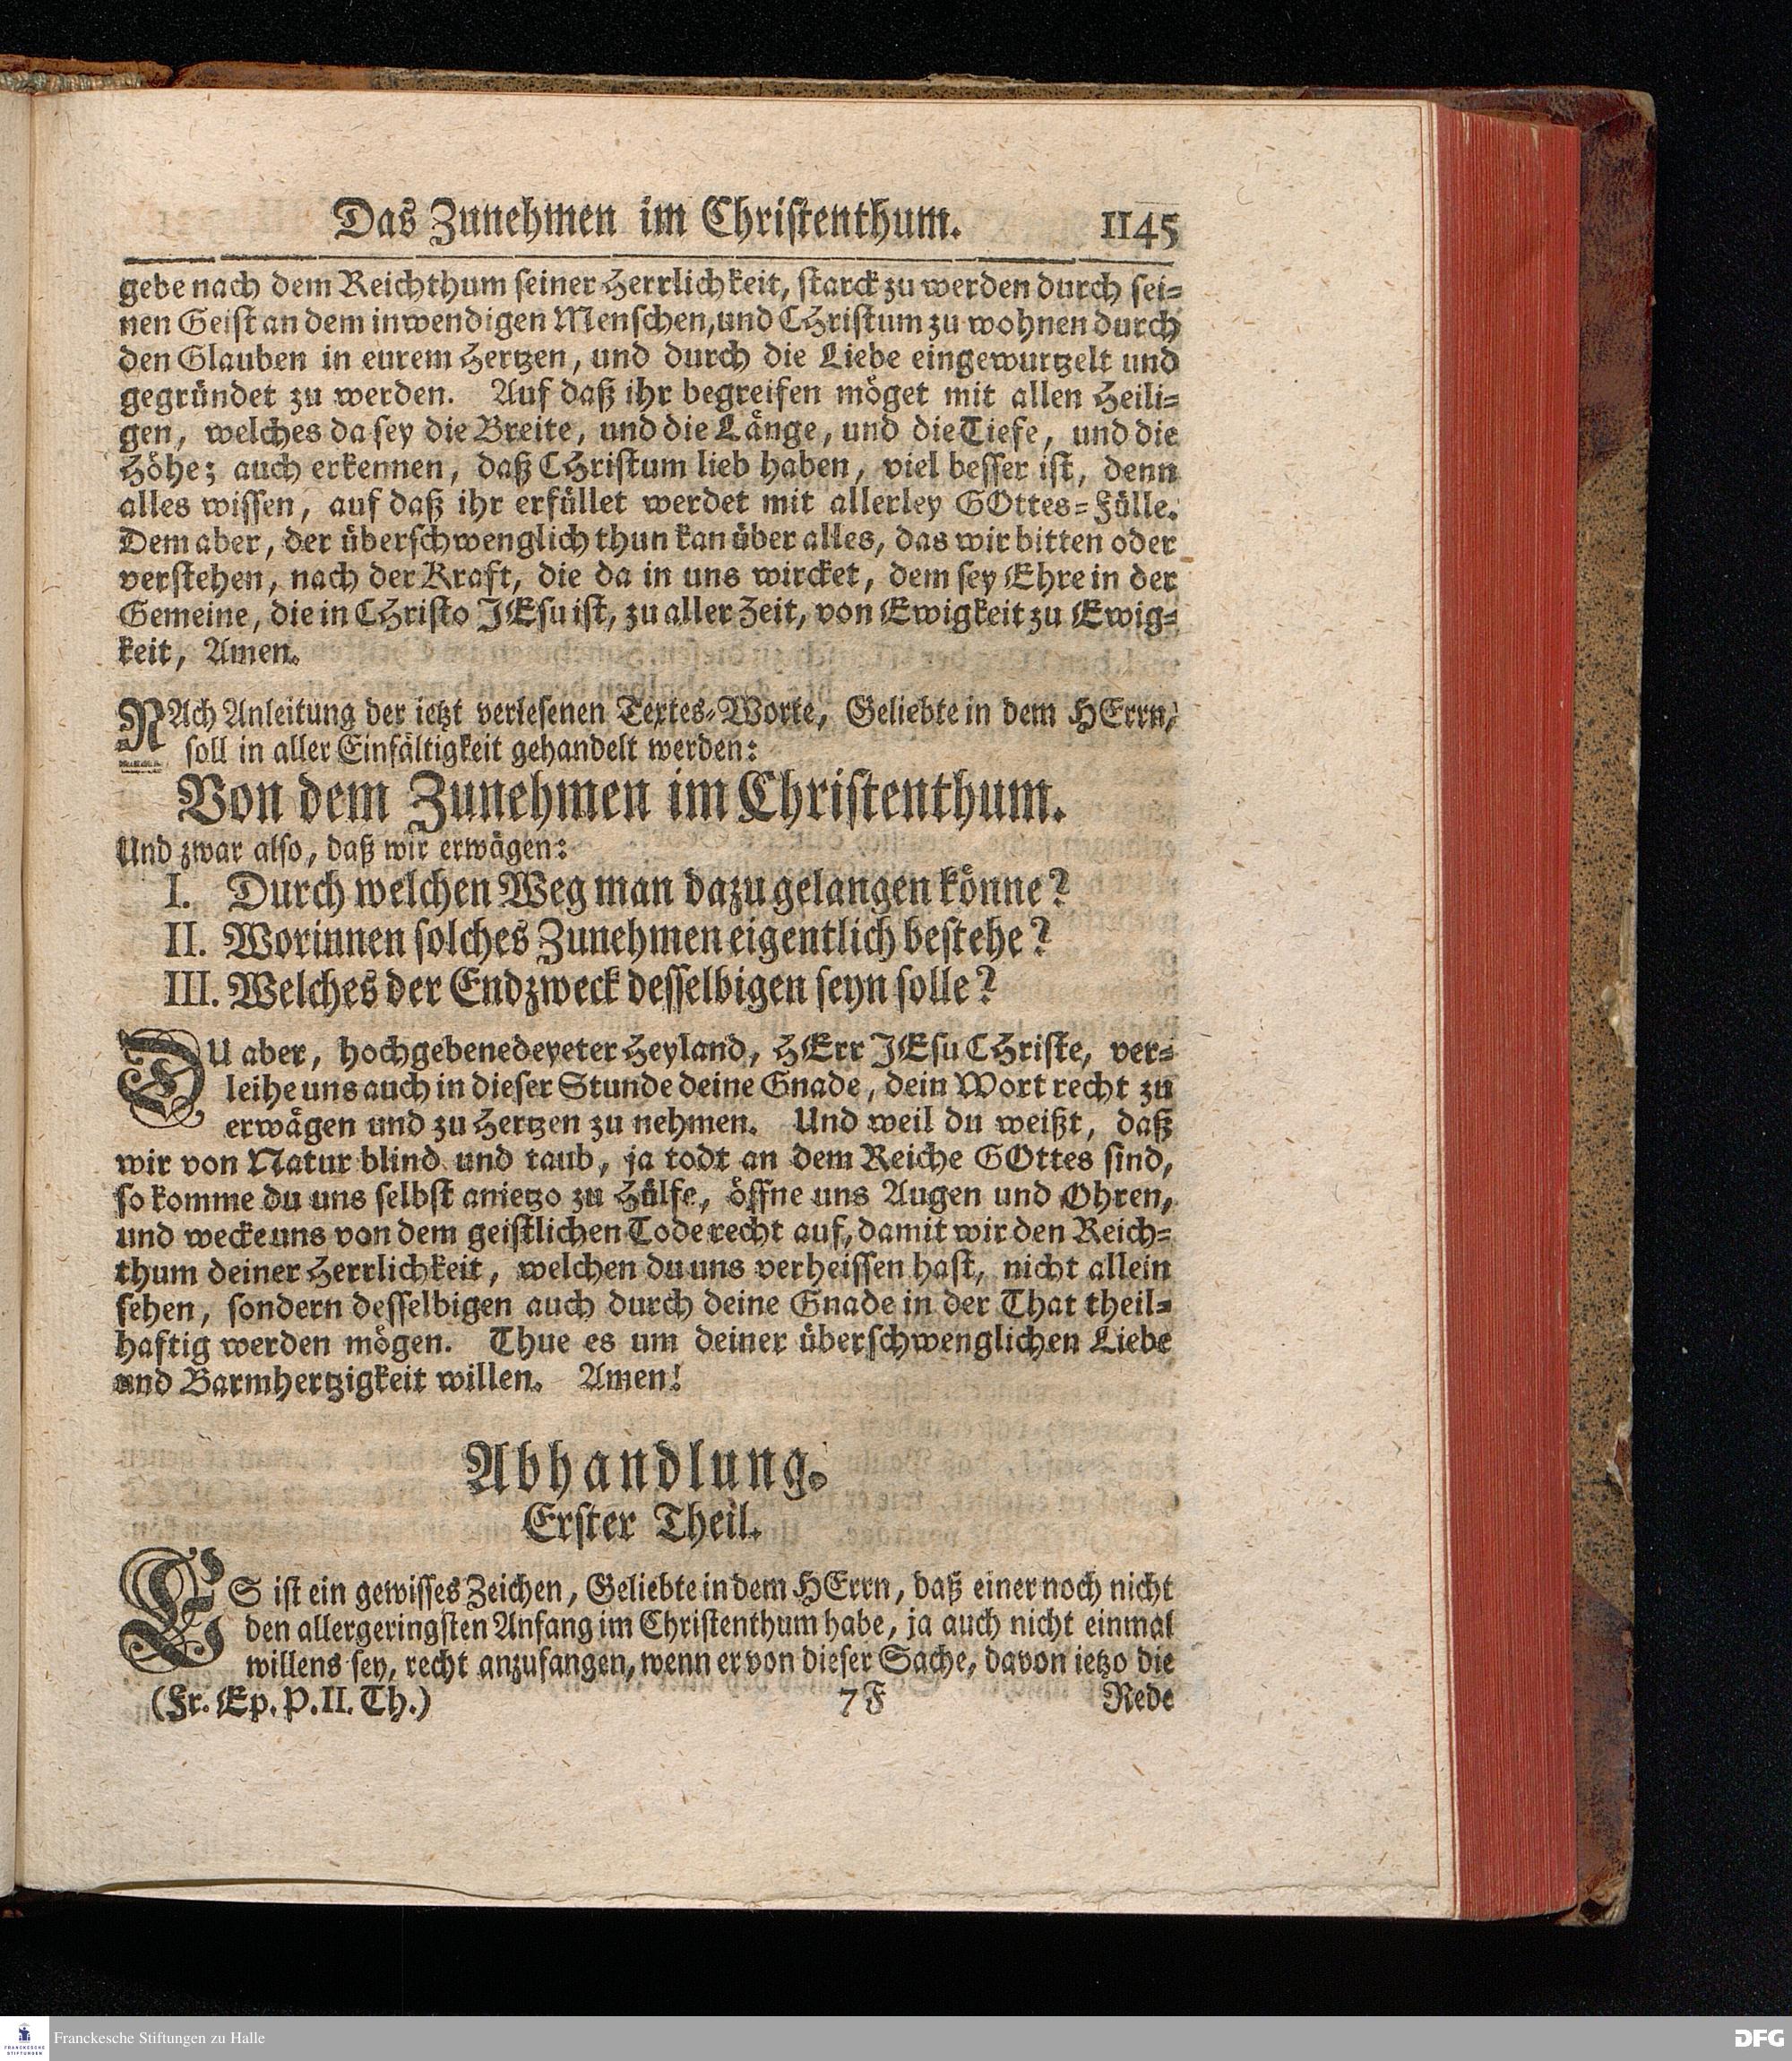 Das Zunehmen im Christenthum. 1145
gebe nach dem Reichthum seiner Herrlichkeit, starck zu werden durch sei-
nen Geist an dem inwendigen Menschen, und CHristum zu wohnen durch
den Glauben in eurem Hertzen, und durch die Liebe eingewurtzelt und
gegründet zu werden. Auf daß ihr begreifen möget mit allen Heili-
gen, welches da sey die Breite, und die Länge, und die Tiefe, und die
Höhe; auch erkennen, daß CHristum lieb haben, viel besser ist, denn
alles wissen, auf daß ihr erfüllet werdet mit allerley GOttes-Fülle.
Dem aber, der überschwenglich thun kan über alles, das wir bitten oder
verstehen, nach der Kraft, die da in uns wircket, dem sey Ehre in der
Gemeine, die in CHristo JEsu ist, zu aller Zeit, von Ewigkeit zu Ewig-
keit, Amen.
NAch Anleitung der ietzt verlesenen Textes-Worte, Geliebte in dem HErrn,
soll in aller Einfältigkeit gehandelt werden:
Von dem Zunehmen im Christenthum.
Und zwar also, daß wir erwägen:
I. Durch welchen Weg man dazu gelangen könne?
II. Worinnen solches Zunehmen eigentlich bestehe?
III. Welches der Endzweck desselbigen seyn solle?
DU aber, hochgebenedeyeter Heyland, HErr JEsu CHriste, ver-
leihe uns auch in dieser Stunde deine Gnade, dein Wort recht zu
erwägen und zu Hertzen zu nehmen. Und weil du weißt, daß
wir von Natur blind und taub, ja todt an dem Reiche GOttes sind,
so komme du uns selbst anietzo zu Hülfe, öffne uns Augen und Ohren,
und wecke uns von dem geistlichen Tode recht auf, damit wir den Reich-
thum deiner Herrlichkeit, welchen du uns verheissen hast, nicht allein
sehen, sondern desselbigen auch durch deine Gnade in der That theil-
haftig werden mögen. Thue es um deiner überschwenglichen Liebe
und Barmhertzigkeit willen. Amen!
Abhandlung.
Erster Theil.
ES ist ein gewisses Zeichen, Geliebte in dem HErrn, daß einer noch nicht
den allergeringsten Anfang im Christenthum habe, ja auch nicht einmal
willens sey, recht anzufangen, wenn er von dieser Sache, davon ietzo die
(Fr. Ep. P. II. Th.) 7 F Rede
FRANCKESCHE STIFTUNGEN
Franckesche Stiftungen zu Halle
DFG